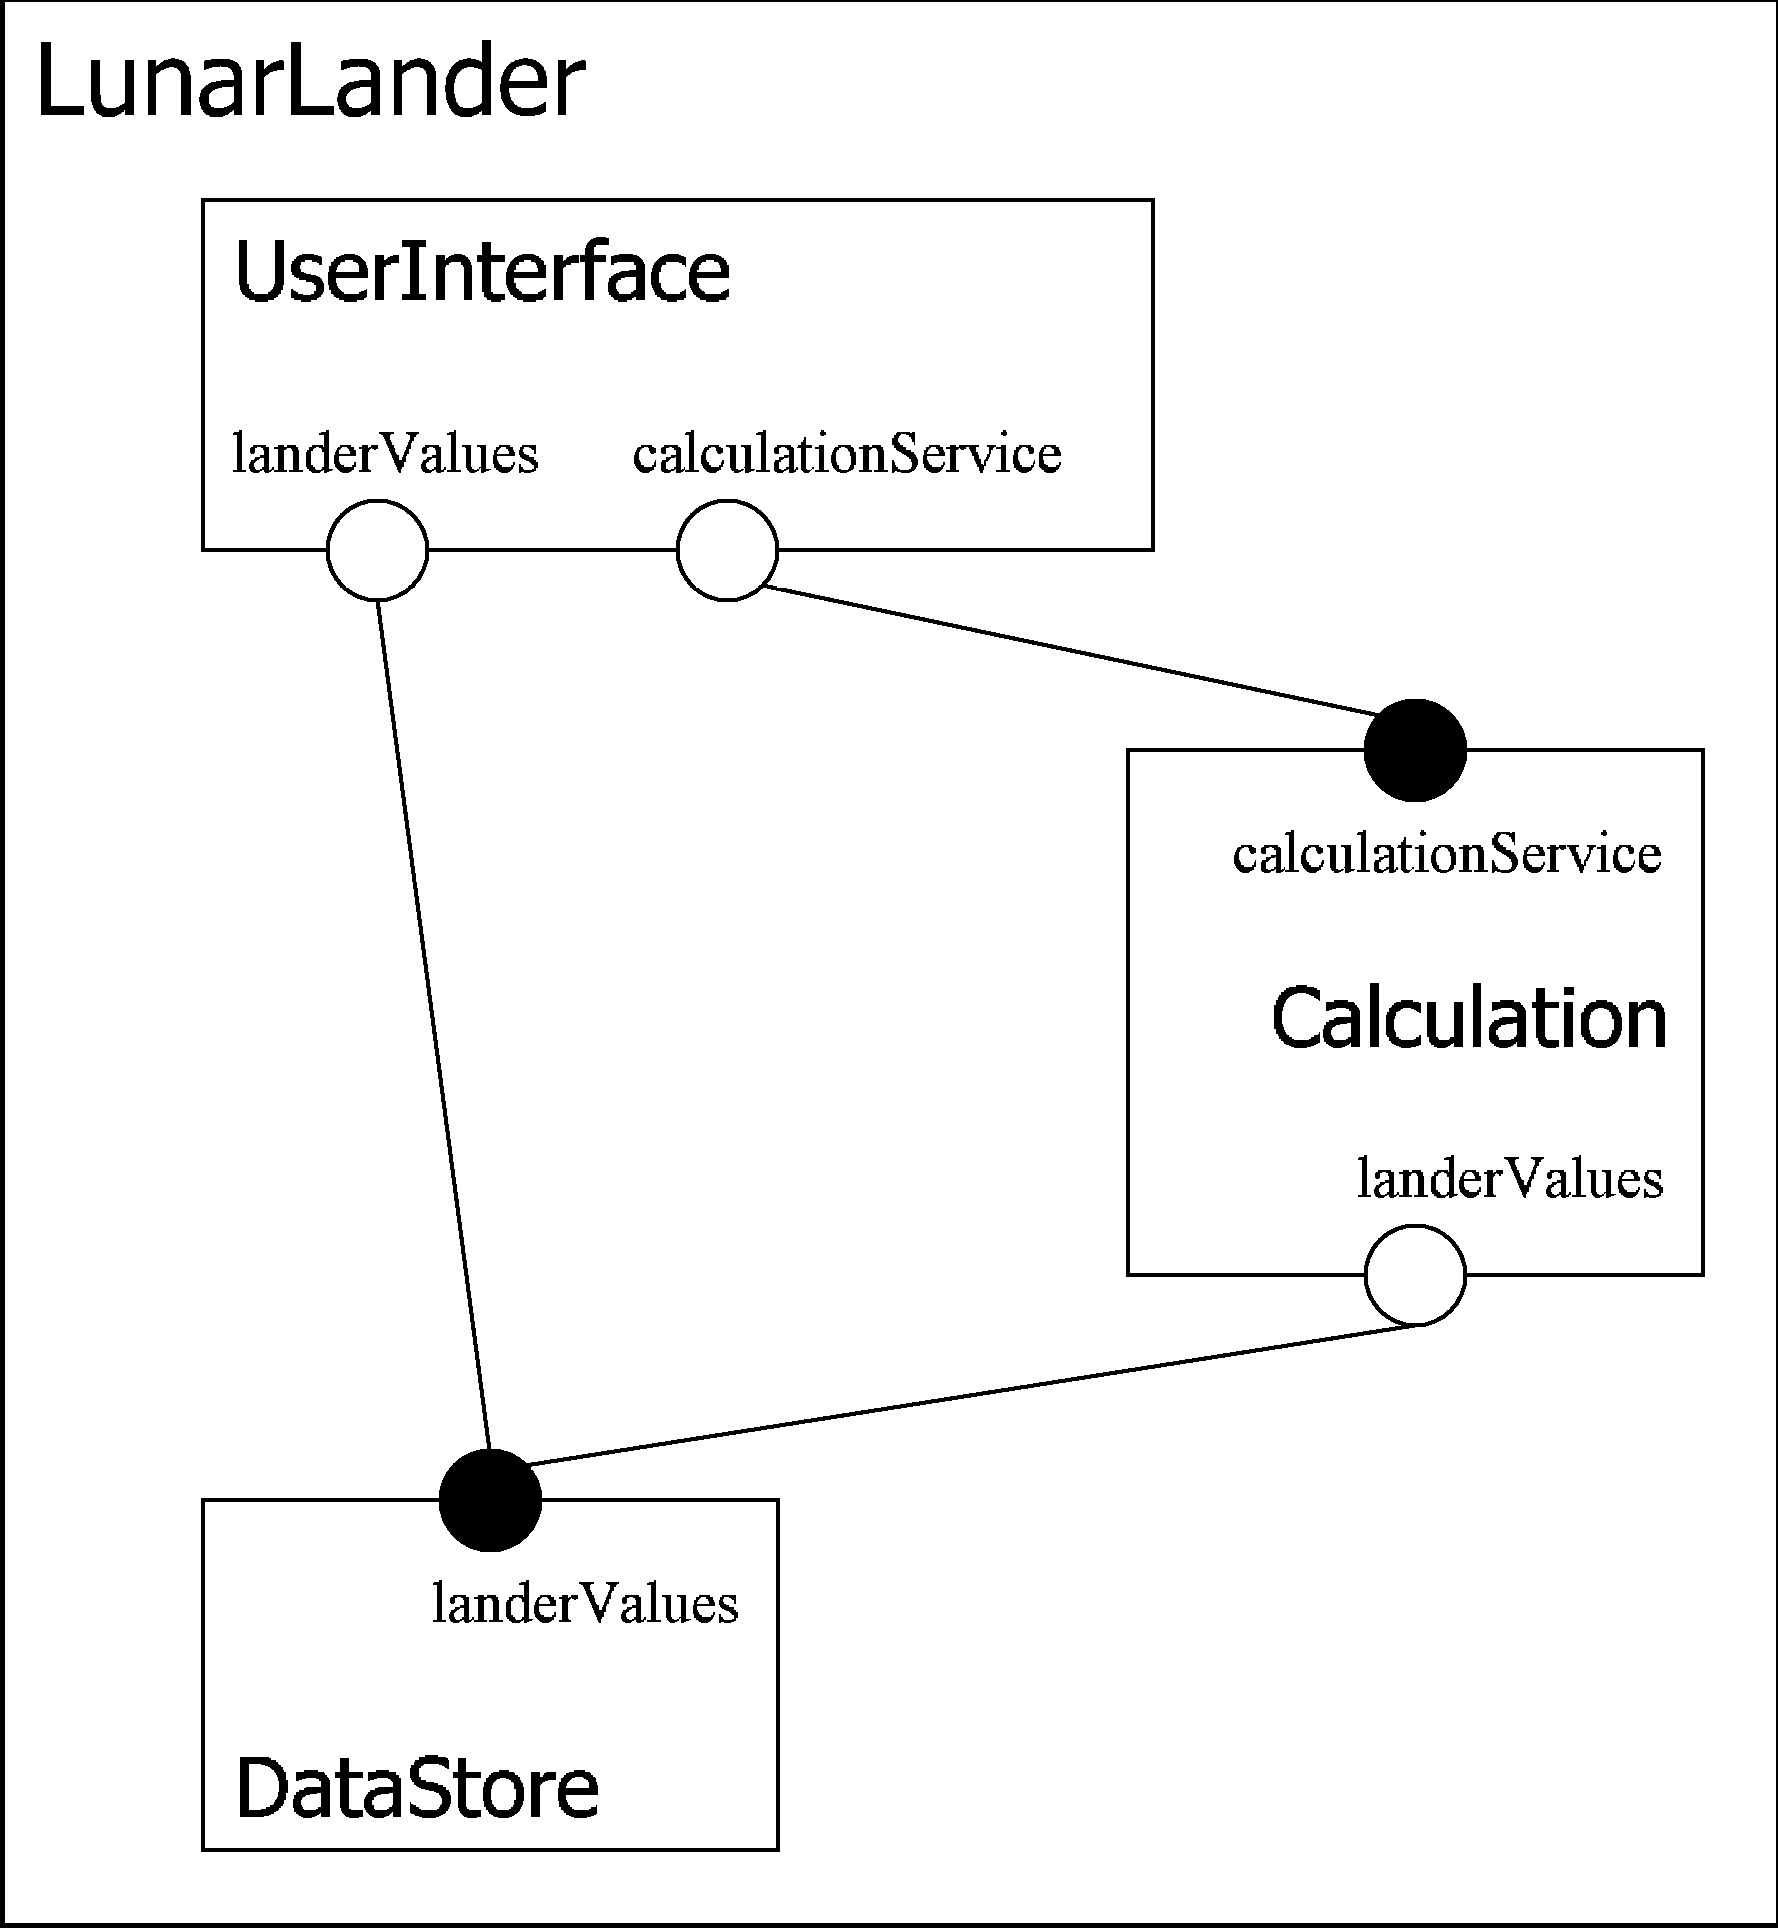 LunarLander
UserInterface
landerValues
calculationService
calculationService
Calculation
landerValues
landerValues
DataStore